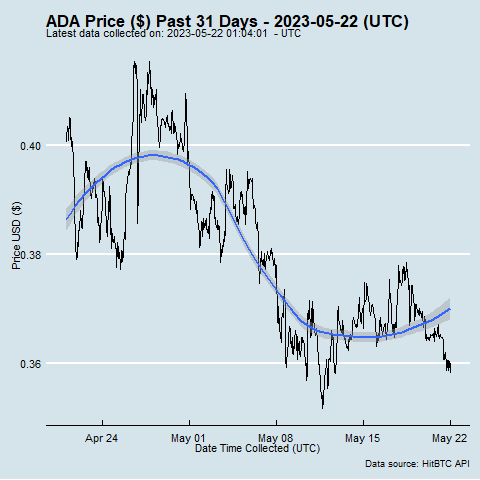 ADA Price ($) Past 31 Days - 2023-05-22 (UTC)
Latest data collected on: 2023-05-22 01:04:01  - UTC
0.40
0.38
0.36
Price USD ($)
Apr 24
May 01
May 08
May 15
May 22
Date Time Collected (UTC)
Data source: HitBTC API